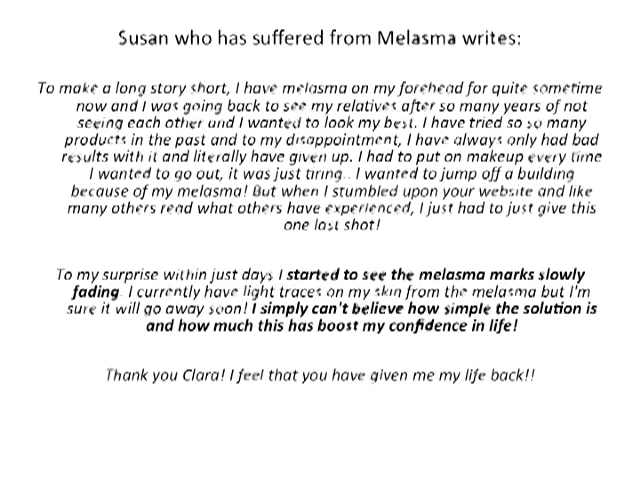 Susan who has suffered from Melasma writes:
To make a long story short, I have melasma on my forehead for quite sometime
now and I was going back to see my relatives after so many years of not
seeing each other and I wanted to look my best. I have tried so so many
products in the past and to my disappointment, I have always only had bad
results with it and literally have given up. I had to put on makeup every time
I wanted to go out, it was just tiring.. I wanted to jump off a building
because of my melasma! But when I stumbled upon your website and like
many others read what others have experienced, I just had to just give this
one last shot!
To my surprise within just days I started to see the melasma marks slowly
fading. I currently have light traces on my skin from the melasma but I'm
sure it will go away soon! I simply can't believe how simple the solution is
and how much this has boost my confidence in life!
Thank you Clara! I feel that you have given me my life back!!